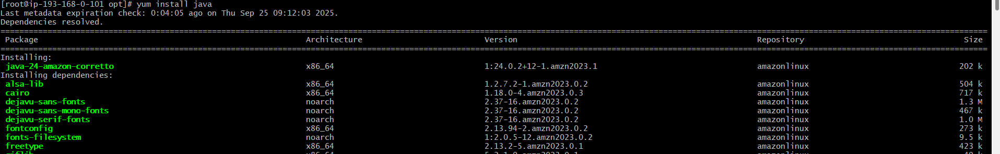 [root@ip-193-168-0-101 opt]# yum install java
Last metadata expiration check: 0:04:05 ago on Thu Sep 25 09:12:03 2025.
Dependencies resolved.
Package Architecture Version Repository Size
Installing:
java-24-amazon-corretto x86_64 1:24.0.2+12-1.amzn2023.1 amazonlinux 202 k
Installing dependencies:
alsa-lib x86_64 1.2.7.2-1.amzn2023.0.2 amazonlinux 504 k
cairo x86_64 1.18.0-4.amzn2023.0.3 amazonlinux 717 k
dejavu-sans-fonts noarch 2.37-16.amzn2023.0.2 amazonlinux 1.3 M
dejavu-sans-mono-fonts noarch 2.37-16.amzn2023.0.2 amazonlinux 467 k
dejavu-serif-fonts noarch 2.37-16.amzn2023.0.2 amazonlinux 1.0 M
fontconfig x86_64 2.13.94-2.amzn2023.0.2 amazonlinux 273 k
fonts-filesystem noarch 1:2.0.5-12.amzn2023.0.2 amazonlinux 9.5 k
freetype x86_64 2.13.2-5.amzn2023.0.1 amazonlinux 423 k